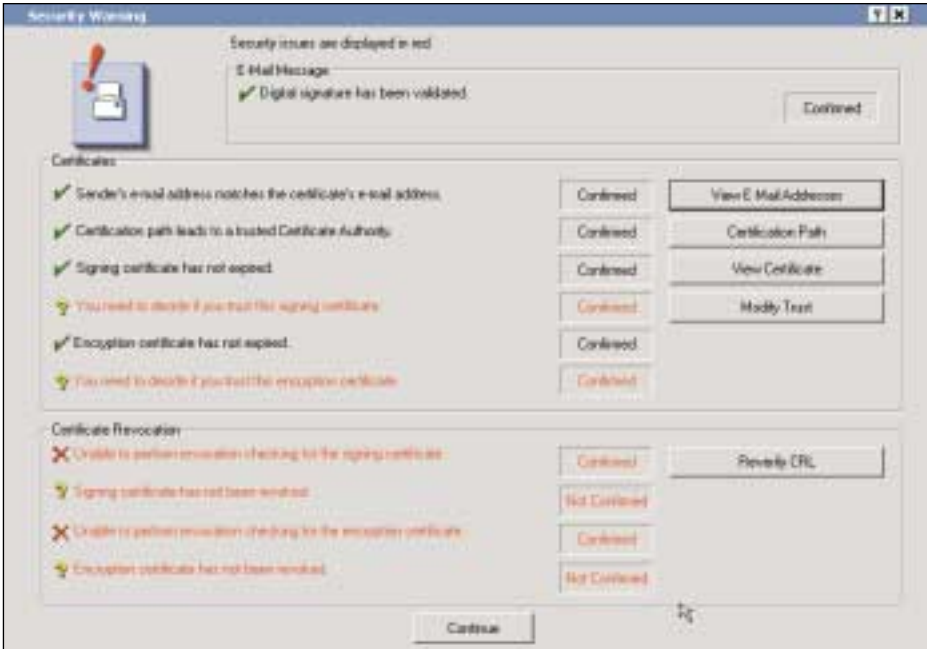 Security Warning
Security issues are displayed in red
E-Mail Message
Digital signature has been validated.
Confirmed
Certificates
Sender's e-mail address matches the certificate's e-mail address.
Confirmed
View E-Mail Addresses
Certification path leads to a trusted Certificate Authority.
Confirmed
Certification Path
Signing certificate has not expired.
Confirmed
View Certificate
You need to decide if you trust this signing certificate
Confirmed
Modify Trust
Encryption certificate has not expired.
Confirmed
You need to decide if you trust this encryption certificate
Confirmed
Certificate Revocation
Unable to perform revocation checking for the signing certificate.
Confirmed
Reverify CRL
Signing certificate has not been revoked.
Not Confirmed
Unable to perform revocation checking for the encryption certificate.
Confirmed
Encryption certificate has not been revoked.
Not Confirmed
Continue